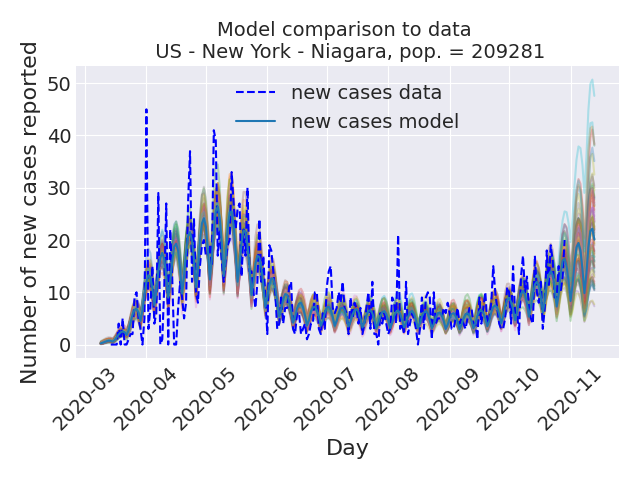 Model comparison to data
US - New York - Niagara, pop. = 209281
Number of new cases reported
50
40
30
20
10
0
new cases data
new cases model
2020-03
2020-04
2020-05
2020-06
2020-07
2020-08
2020-09
2020-10
2020-11
Day